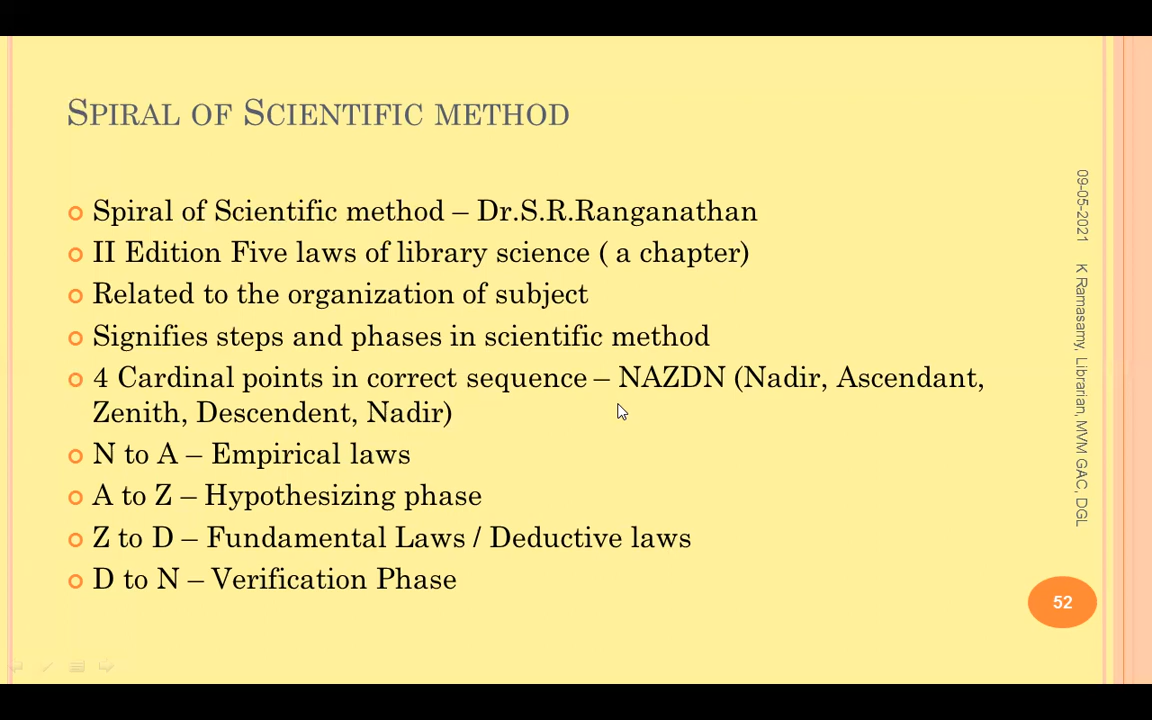 SPIRAL OF SCIENTIFIC METHOD
Spiral of Scientific method – Dr.S.R.Ranganathan
II Edition Five laws of library science ( a chapter)
Related to the organization of subject
Signifies steps and phases in scientific method
4 Cardinal points in correct sequence – NAZDN (Nadir, Ascendant,
Zenith, Descendent, Nadir)
N to A – Empirical laws
A to Z – Hypothesizing phase
Z to D – Fundamental Laws / Deductive laws
D to N – Verification Phase
09-05-2021 K Ramasamy, Librarian, MVM GAC, DGL
52